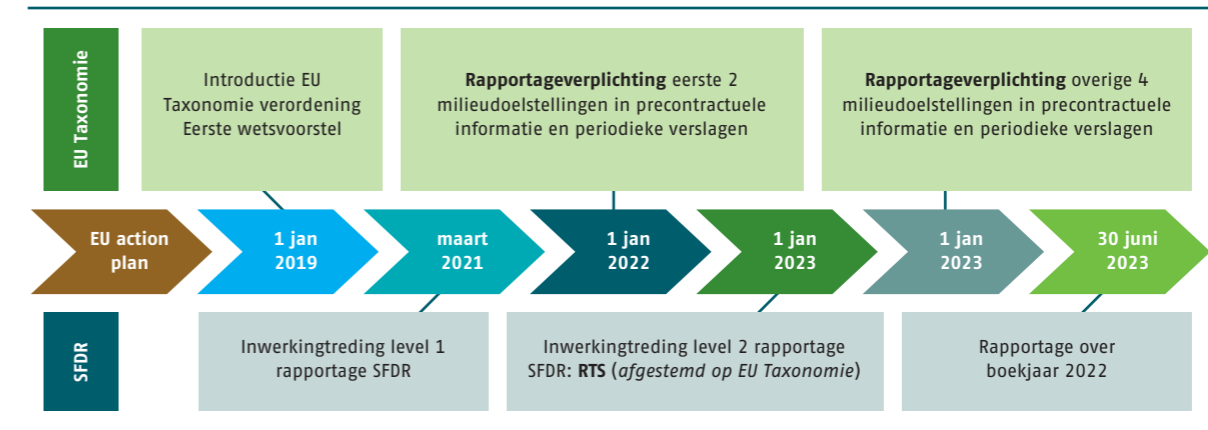 EU Taxonomie
Introductie EU
Taxonomie verordening
Eerste wetsvoorstel
Rapportageverplichting eerste 2
milieudoelstellingen in precontractuele
informatie en periodieke verslagen
Rapportageverplichting overige 4
milieudoelstellingen in precontractuele
informatie en periodieke verslagen
EU action
plan
1 jan
2019
maart
2021
1 jan
2022
1 jan
2023
1 jan
2023
30 juni
2023
SFDR
Inwerkingtreding level 1
rapportage SFDR
Inwerkingtreding level 2 rapportage
SFDR: RTS (afgestemd op EU Taxonomie)
Rapportage over
boekjaar 2022